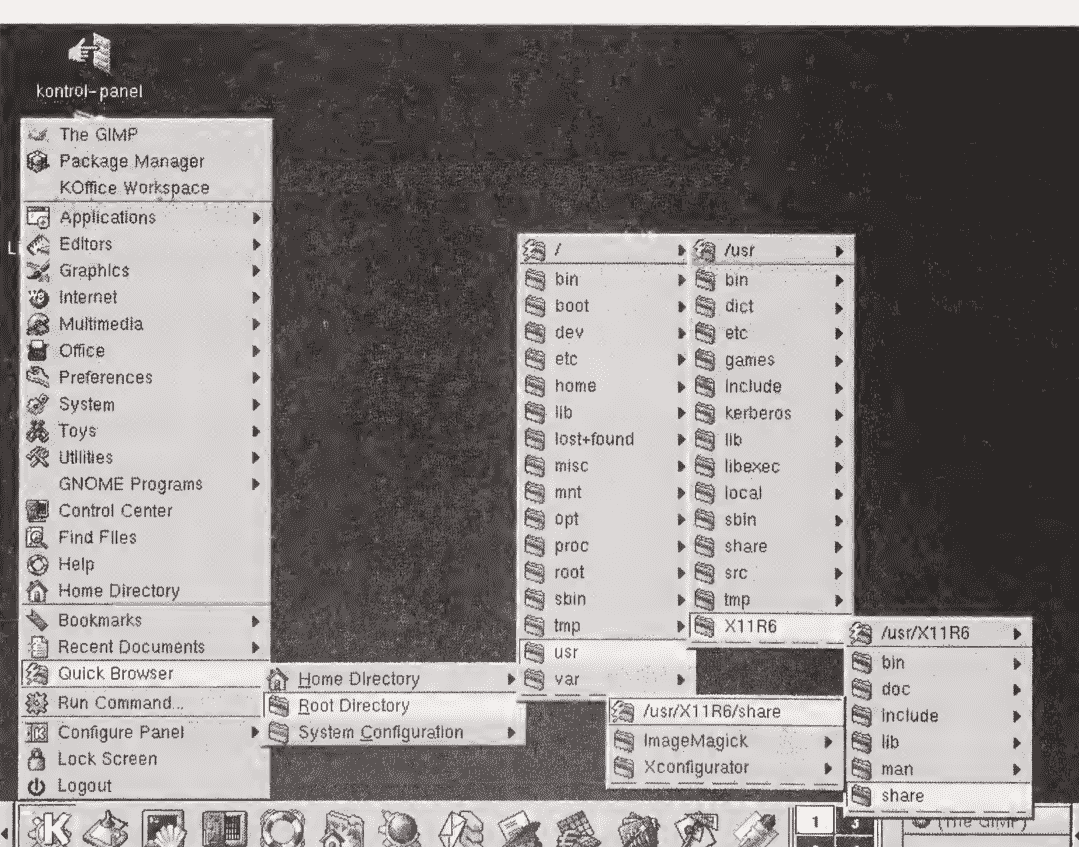 kontrol-panel
The GIMP
Package Manager
KOffice Workspace
Applications
Editors
Graphics
Internet
Multimedia
Office
Preferences
System
Toys
Utilities
GNOME Programs
Control Center
Find Files
Help
Home Directory
Bookmarks
Recent Documents
Quick Browser
Run Command...
Configure Panel
Lock Screen
Logout
Home Directory
Root Directory
System Configuration
/
bin
boot
dev
etc
home
lib
lost+found
misc
mnt
opt
proc
root
sbin
tmp
usr
var
/usr
bin
dict
etc
games
include
kerberos
lib
libexec
local
sbin
share
src
tmp
X11R6
/usr/X11R6
bin
doc
include
lib
man
share
/usr/X11R6/share
ImageMagick
Xconfigurator
K
1
3
(The GIMP)